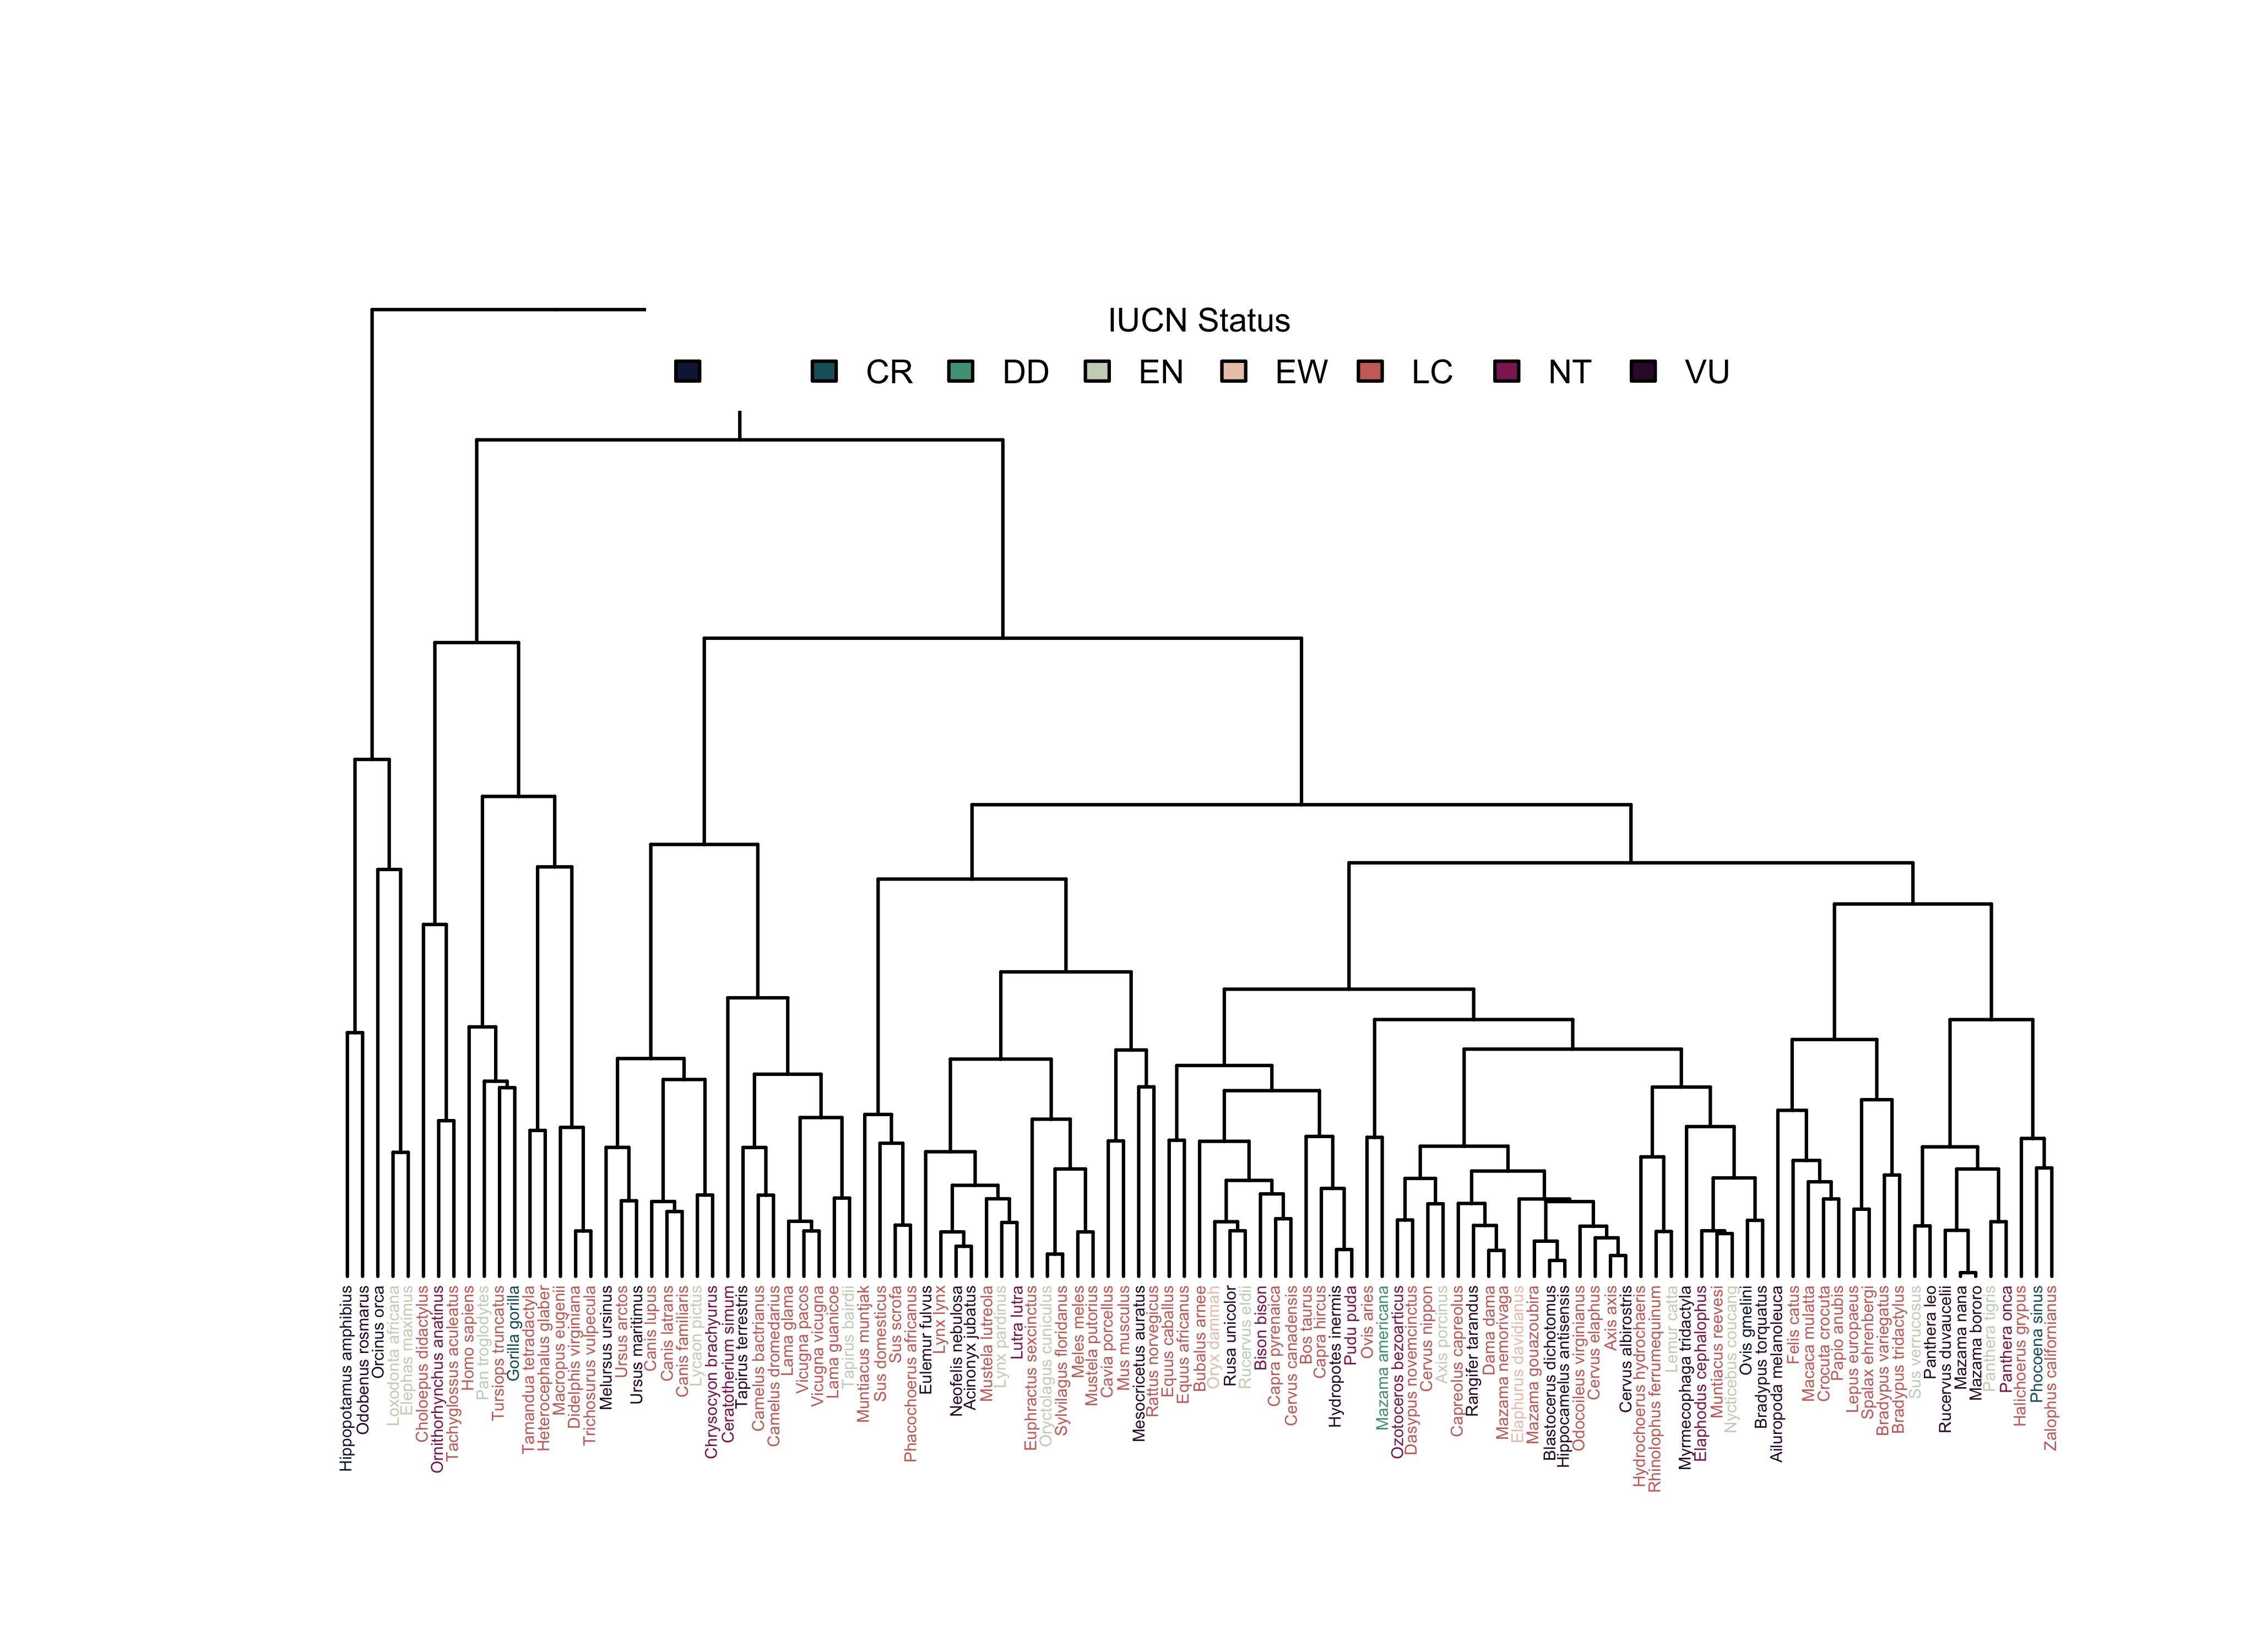 IUCN Status
CR
DD
EN
EW
LC
NT
VU
Hippopotamus amphibius
Odobenus rosmarus
Orcinus orca
Loxodonta africana
Elephas maximus
Choloepus didactylus
Ornithorhynchus anatinus
Tachyglossus aculeatus
Homo sapiens
Pan troglodytes
Tursiops truncatus
Gorilla gorilla
Tamandua tetradactyla
Heterocephalus glaber
Macropus eugenii
Didelphis virginiana
Trichosurus vulpecula
Melursus ursinus
Ursus arctos
Ursus maritimus
Canis lupus
Canis latrans
Canis familiaris
Lycaon pictus
Chrysocyon brachyurus
Ceratotherium simum
Tapirus terrestris
Camelus bactrianus
Camelus dromedarius
Lama glama
Vicugna pacos
Vicugna vicugna
Lama guanicoe
Tapirus bairdii
Muntiacus muntjak
Sus domesticus
Sus scrofa
Phacochoerus africanus
Eulemur fulvus
Lynx lynx
Neofelis nebulosa
Acinonyx jubatus
Mustela lutreola
Lynx pardinus
Lutra lutra
Euphractus sexcinctus
Oryctolagus cuniculus
Sylvilagus floridanus
Meles meles
Mustela putorius
Cavia porcellus
Mus musculus
Mesocricetus auratus
Rattus norvegicus
Equus caballus
Equus africanus
Bubalus arnee
Oryx dammah
Rusa unicolor
Rucervus eldii
Bison bison
Capra pyrenaica
Cervus canadensis
Bos taurus
Capra hircus
Hydropotes inermis
Pudu puda
Ovis aries
Mazama americana
Ozotoceros bezoarticus
Dasypus novemcinctus
Cervus nippon
Axis porcinus
Capreolus capreolus
Rangifer tarandus
Dama dama
Mazama nemorivaga
Elaphurus davidianus
Mazama gouazoubira
Blastocerus dichotomus
Hippocamelus antisensis
Odocoileus virginianus
Cervus elaphus
Axis axis
Cervus albirostris
Hydrochoerus hydrochaeris
Rhinolophus ferrumequinum
Lemur catta
Myrmecophaga tridactyla
Elaphodus cephalophus
Muntiacus reevesi
Nycticebus coucang
Ovis gmelini
Bradypus torquatus
Ailuropoda melanoleuca
Felis catus
Macaca mulatta
Crocuta crocuta
Papio anubis
Lepus europaeus
Spalax ehrenbergi
Bradypus variegatus
Bradypus tridactylus
Sus verrucosus
Panthera leo
Rucervus duvaucelii
Mazama nana
Mazama bororo
Panthera tigris
Panthera onca
Halichoerus grypus
Phocoena sinus
Zalophus californianus